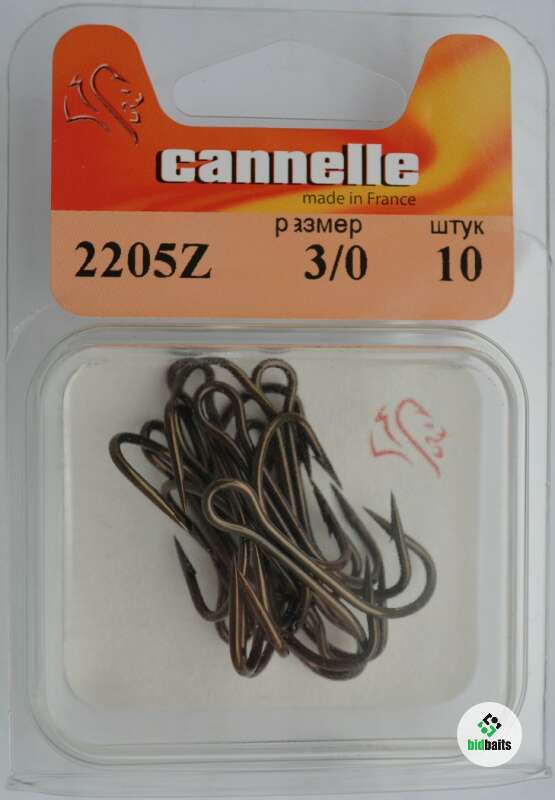 cannelle
made in France
размер штук
2205Z 3/0 10
bidbaits